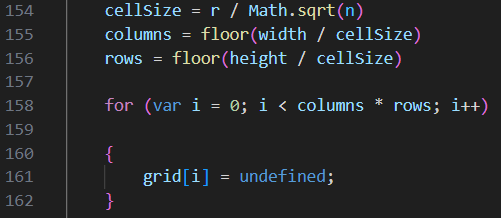 154 cellSize = r / Math.sqrt(n)
155 columns = floor(width / cellSize)
156 rows = floor(height / cellSize)
157
158 for (var i = 0; i < columns * rows; i++)
159
160 {
161 grid[i] = undefined;
162 }